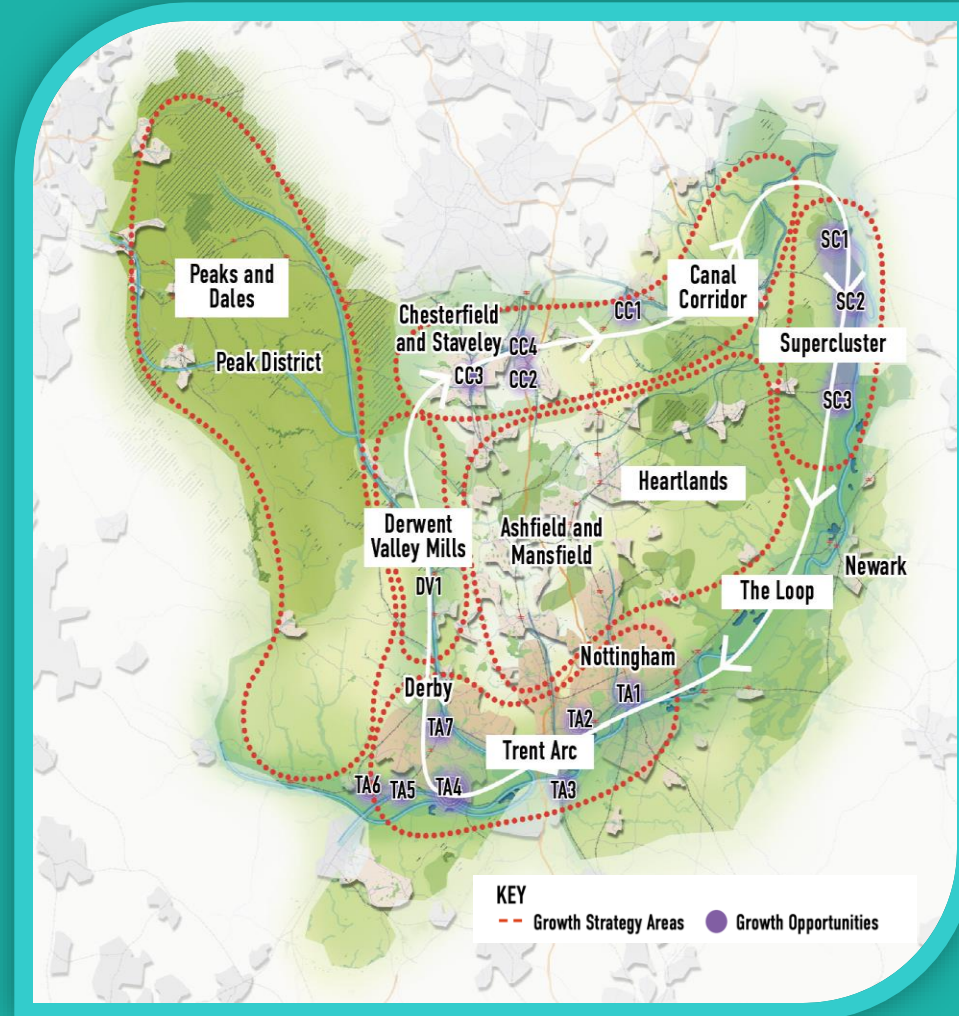 SC1
Peaks and
Dales
Canal
Corridor
SC2
CC1
Chesterfield
and Staveley
CC4
Supercluster
Peak District
CC3
CC2
SC3
Heartlands
Derwent
Valley Mills
Ashfield and
Mansfield
Newark
DV1
The Loop
Nottingham
Derby
TA1
TA2
TA7
Trent Arc
TA6
TA5
TA4
TA3
KEY
Growth Strategy Areas
Growth Opportunities